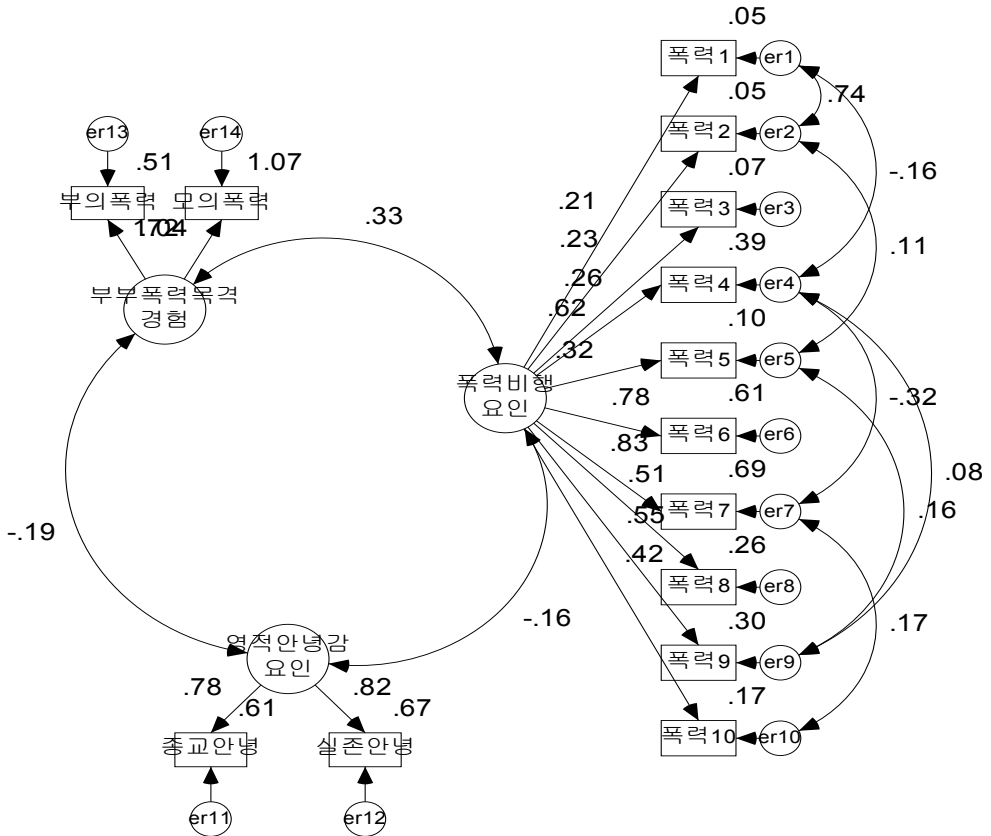 .05
폭력1
er1
.05
.74
er13
er14
폭력2
er2
.51
1.07
.07
-.16
부의폭력
모의폭력
.21
폭력3
er3
.33
.23
.39
.11
부부폭력목격
경험
.26
폭력4
er4
.62
.10
.32
폭력비행
요인
폭력5
er5
.78
.61
-.32
폭력6
er6
.83
.69
.51
.08
폭력7
er7
.16
.55
.26
-.19
.42
폭력8
er8
-.16
.30
.17
영적안녕감
요인
폭력9
er9
.78
.82
.17
.61
.67
종교안녕
실존안녕
폭력10
er10
er11
er12